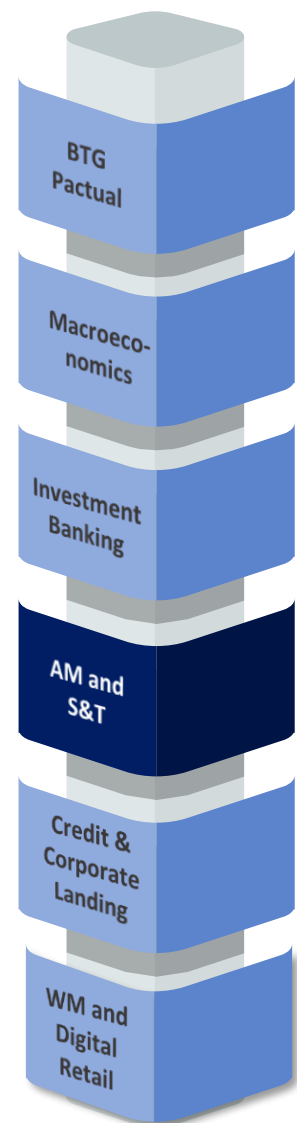 BTG
Pactual
Macroeco-
nomics
Investment
Banking
AM and
S&T
Credit &
Corporate
Landing
WM and
Digital
Retail